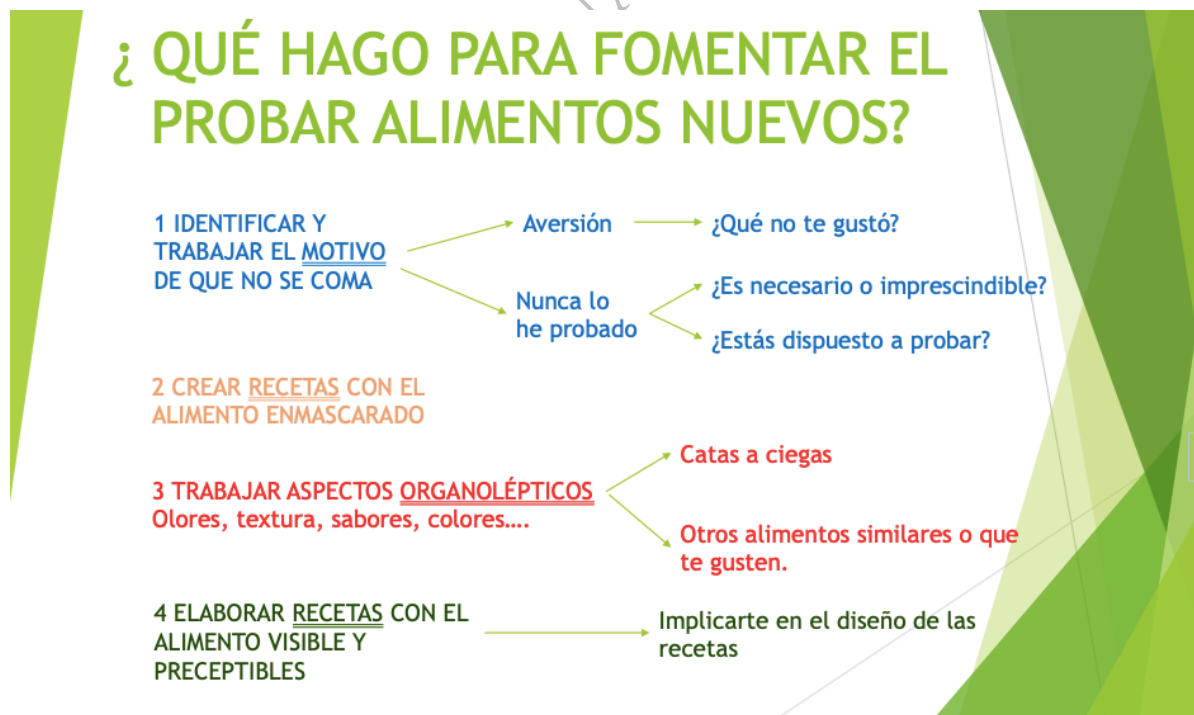 ¿ QUÉ HAGO PARA FOMENTAR EL
PROBAR ALIMENTOS NUEVOS?
1 IDENTIFICAR Y
TRABAJAR EL MOTIVO
DE QUE NO SE COMA
Aversión
¿Qué no te gustó?
Nunca lo
he probado
¿Es necesario o imprescindible?
¿Estás dispuesto a probar?
2 CREAR RECETAS CON EL
ALIMENTO ENMASCARADO
3 TRABAJAR ASPECTOS ORGANOLÉPTICOS
Olores, textura, sabores, colores....
Catas a ciegas
Otros alimentos similares o que
te gusten.
4 ELABORAR RECETAS CON EL
ALIMENTO VISIBLE Y
PRECEPTIBLES
Implicarte en el diseño de las
recetas